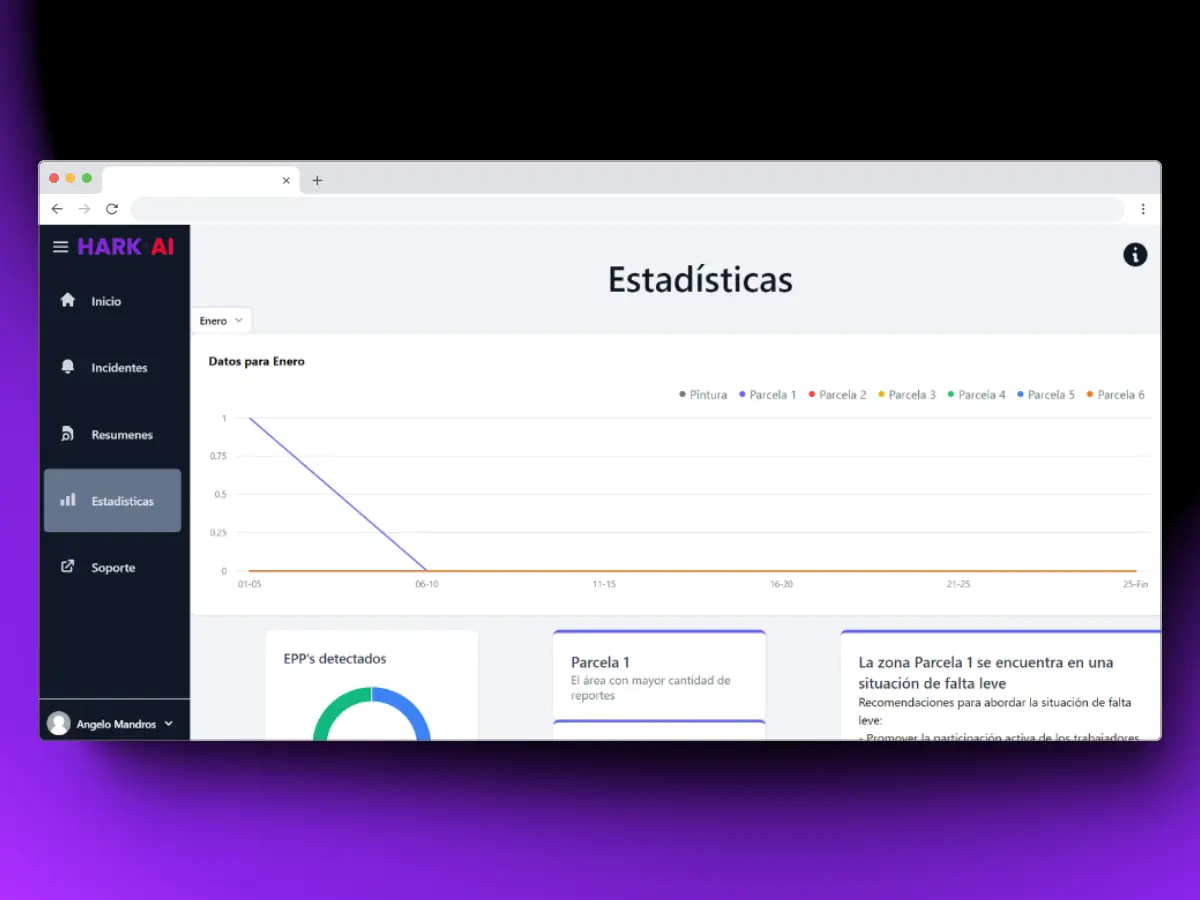 HARK AI
Inicio
Incidentes
Resumenes
Estadisticas
Soporte
Angelo Mandros
Estadísticas
Enero
Datos para Enero
Pintura Parcela 1 Parcela 2 Parcela 3 Parcela 4 Parcela 5 Parcela 6
1
0.75
0.5
0.25
0
01-05 06-10 11-15 16-20 21-25 25-Fin
EPP's detectados
Parcela 1
El área con mayor cantidad de
reportes
La zona Parcela 1 se encuentra en una
situación de falta leve
Recomendaciones para abordar la situación de falta
leve:
- Promover la participación activa de los trabajadores